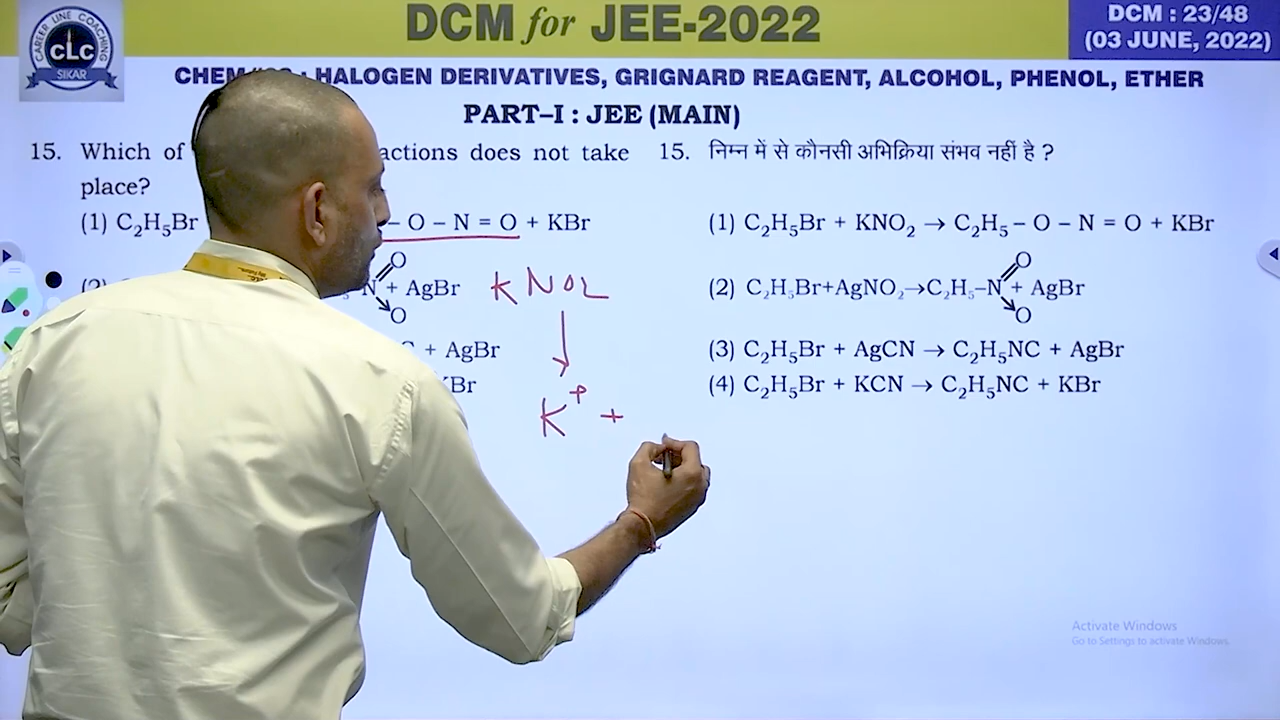 DCM for JEE-2022
DCM : 23/48
(03 JUNE, 2022)
CAREER LINE COACHING
CLC
SIKAR
HALOGEN DERIVATIVES, GRIGNARD REAGENT, ALCOHOL, PHENOL, ETHER
PART–I : JEE (MAIN)
15. Which of actions does not take
place?
(1) C₂H₅Br – O – N = O + KBr
N O O + AgBr
+ AgBr
KNO₂
K⁺ +
15. निम्न में से कौनसी अभिक्रिया संभव नहीं है ?
(1) C₂H₅Br + KNO₂ → C₂H₅ – O – N = O + KBr
(2) C₂H₅Br+AgNO₂→C₂H₅–N O O + AgBr
(3) C₂H₅Br + AgCN → C₂H₅NC + AgBr
(4) C₂H₅Br + KCN → C₂H₅NC + KBr
Activate Windows
Go to Settings to activate Windows.